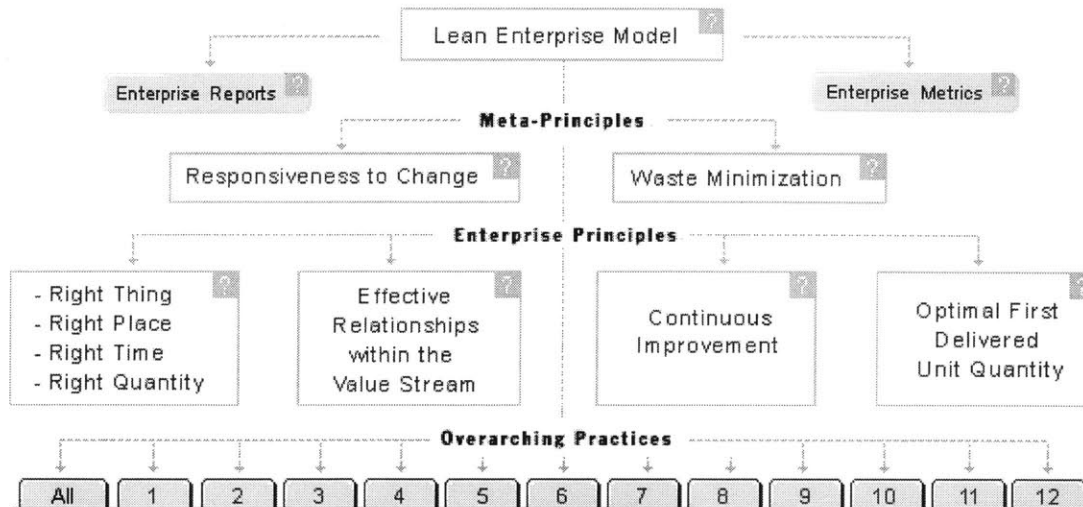 Lean Enterprise Model ?
Enterprise Reports ?
Enterprise Metrics ?
Meta-Principles
Responsiveness to Change ?
Waste Minimization ?
Enterprise Principles
- Right Thing ?
- Right Place
- Right Time
- Right Quantity
Effective ?
Relationships
within the
Value Stream
Continuous ?
Improvement
Optimal First ?
Delivered
Unit Quantity
Overarching Practices
All 1 2 3 4 5 6 7 8 9 10 11 12